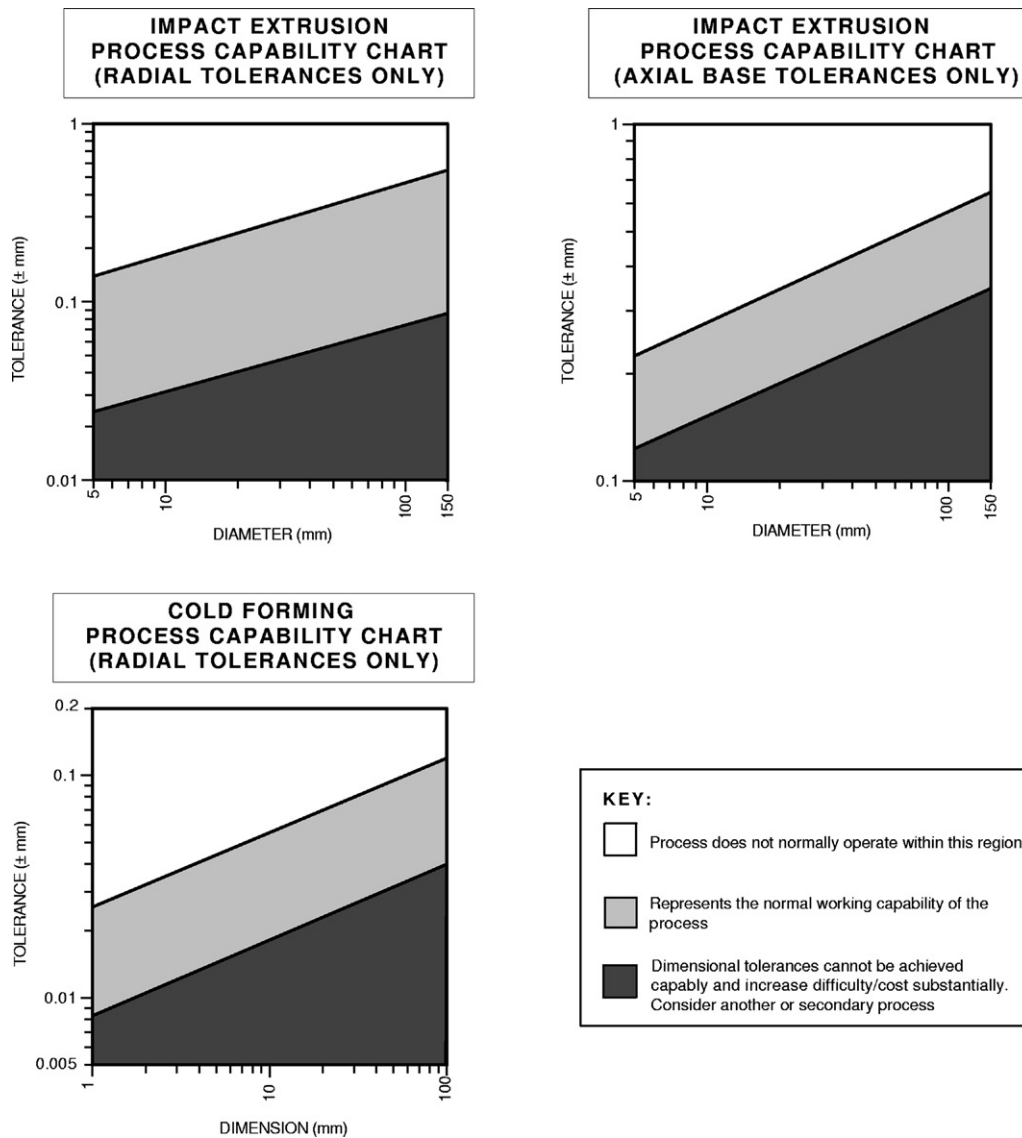 IMPACT EXTRUSION
PROCESS CAPABILITY CHART
(RADIAL TOLERANCES ONLY)
1
0.1
0.01
TOLERANCE (± mm)
5
10
100
150
DIAMETER (mm)
IMPACT EXTRUSION
PROCESS CAPABILITY CHART
(AXIAL BASE TOLERANCES ONLY)
1
0.1
TOLERANCE (± mm)
5
10
100
150
DIAMETER (mm)
COLD FORMING
PROCESS CAPABILITY CHART
(RADIAL TOLERANCES ONLY)
0.2
0.1
0.01
0.005
TOLERANCE (± mm)
1
10
100
DIMENSION (mm)
KEY:
Process does not normally operate within this region
Represents the normal working capability of the
process
Dimensional tolerances cannot be achieved
capably and increase difficulty/cost substantially.
Consider another or secondary process